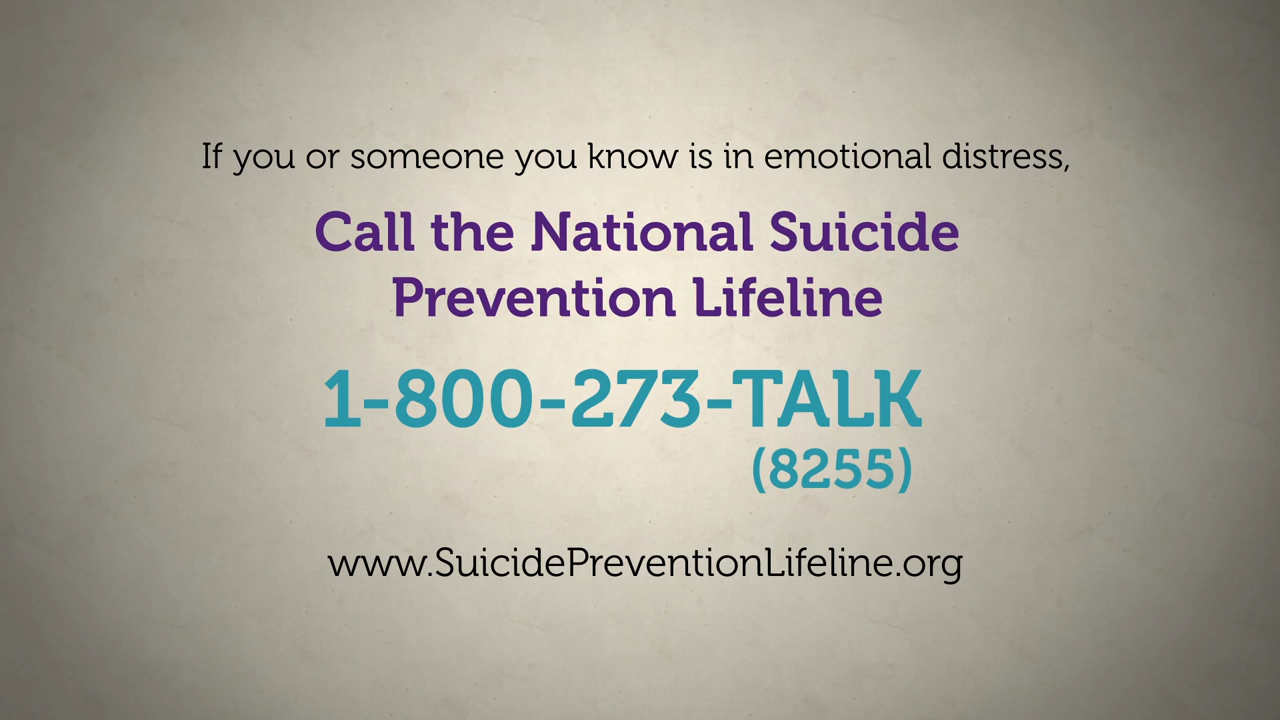 If you or someone you know is in emotional distress,
Call the National Suicide
Prevention Lifeline
1-800-273-TALK
(8255)
www.SuicidePreventionLifeline.org